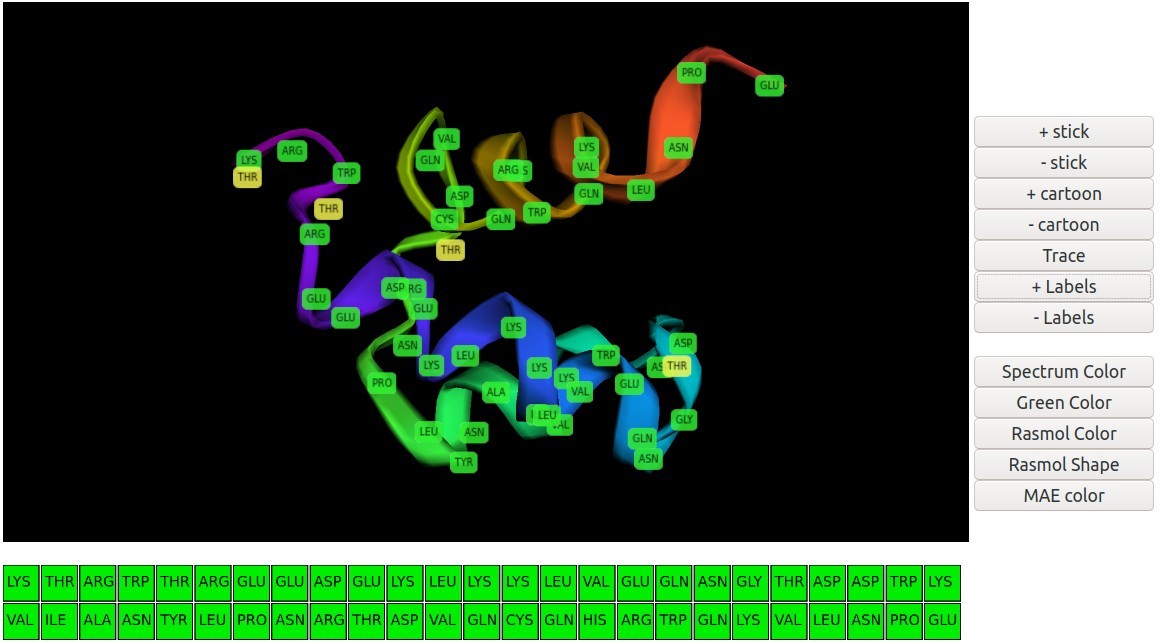 PRO
GLU
VAL
LYS
ARG
LYS
GLN
VAL
ARG
ASN
THR
TRP
LEU
ASP
GLN
THR
CYS
GLN
TRP
ARG
THR
ASP
GLU
GLU
GLU
LYS
ASN
ASP
LEU
TRP
THR
LYS
LYS
LYS
GLU
PRO
ALA
VAL
LEU
GLY
LEU
ASN
GLN
TYR
ASN
+ stick
- stick
+ cartoon
- cartoon
Trace
+ Labels
- Labels
Spectrum Color
Green Color
Rasmol Color
Rasmol Shape
MAE color
LYS THR ARG TRP THR ARG GLU GLU ASP GLU LYS LEU LYS LYS LEU VAL GLU GLN ASN GLY THR ASP ASP TRP LYS
VAL ILE ALA ASN TYR LEU PRO ASN ARG THR ASP VAL GLN CYS GLN HIS ARG TRP GLN LYS VAL LEU ASN PRO GLU